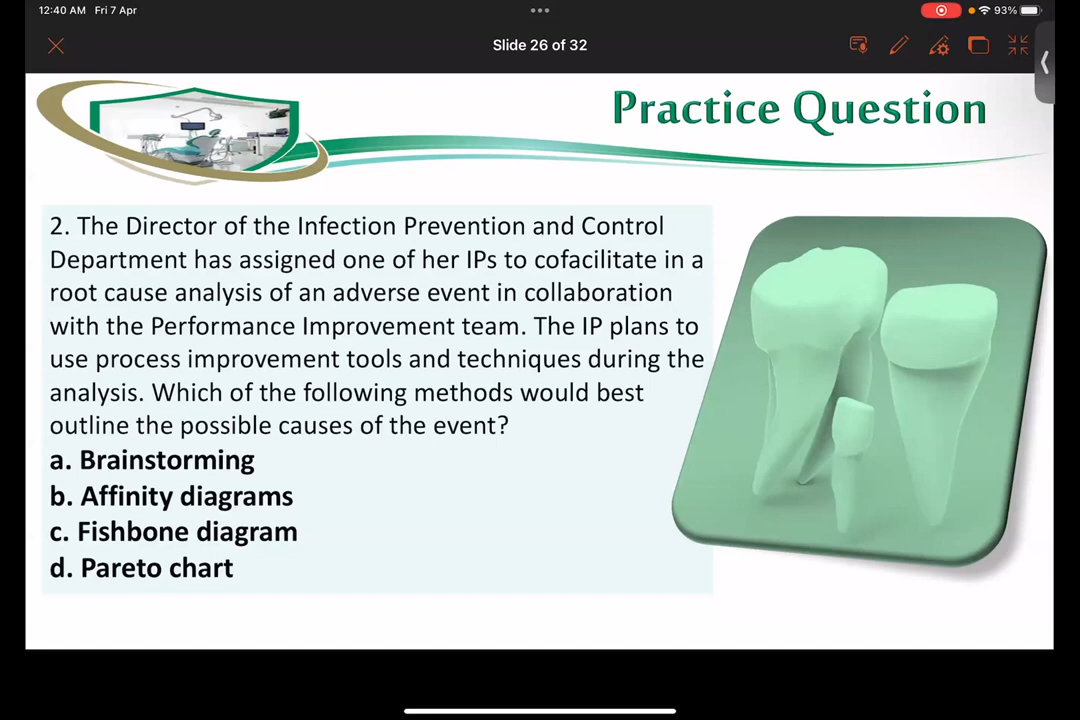 12:40 AM Fri 7 Apr
93%
Slide 26 of 32
Practice Question
2. The Director of the Infection Prevention and Control
Department has assigned one of her IPs to cofacilitate in a
root cause analysis of an adverse event in collaboration
with the Performance Improvement team. The IP plans to
use process improvement tools and techniques during the
analysis. Which of the following methods would best
outline the possible causes of the event?
a. Brainstorming
b. Affinity diagrams
c. Fishbone diagram
d. Pareto chart